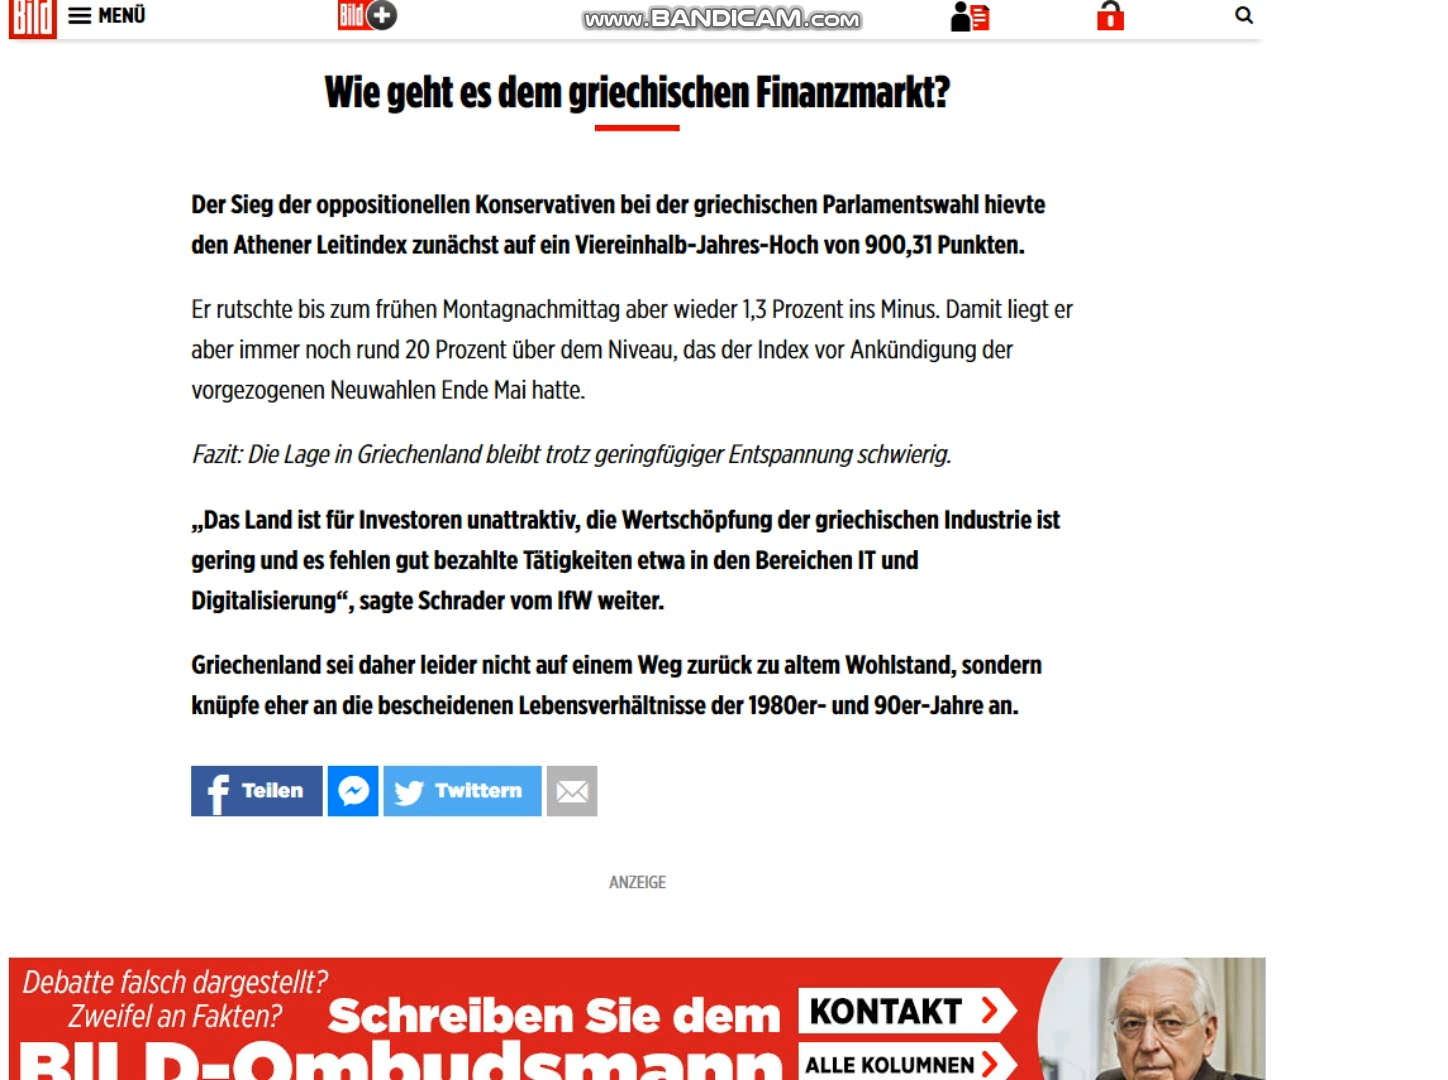 Bild MENÜ Bild+ www.BANDICAM.com
Wie geht es dem griechischen Finanzmarkt?
Der Sieg der oppositionellen Konservativen bei der griechischen Parlamentswahl hievte
den Athener Leitindex zunächst auf ein Viereinhalb-Jahres-Hoch von 900,31 Punkten.
Er rutschte bis zum frühen Montagnachmittag aber wieder 1,3 Prozent ins Minus. Damit liegt er
aber immer noch rund 20 Prozent über dem Niveau, das der Index vor Ankündigung der
vorgezogenen Neuwahlen Ende Mai hatte.
Fazit: Die Lage in Griechenland bleibt trotz geringfügiger Entspannung schwierig.
„Das Land ist für Investoren unattraktiv, die Wertschöpfung der griechischen Industrie ist
gering und es fehlen gut bezahlte Tätigkeiten etwa in den Bereichen IT und
Digitalisierung“, sagte Schrader vom IfW weiter.
Griechenland sei daher leider nicht auf einem Weg zurück zu altem Wohlstand, sondern
knüpfe eher an die bescheidenen Lebensverhältnisse der 1980er- und 90er-Jahre an.
Teilen Twittern
ANZEIGE
Debatte falsch dargestellt?
Zweifel an Fakten?
Schreiben Sie dem
BILD-Ombudsmann
KONTAKT
ALLE KOLUMNEN